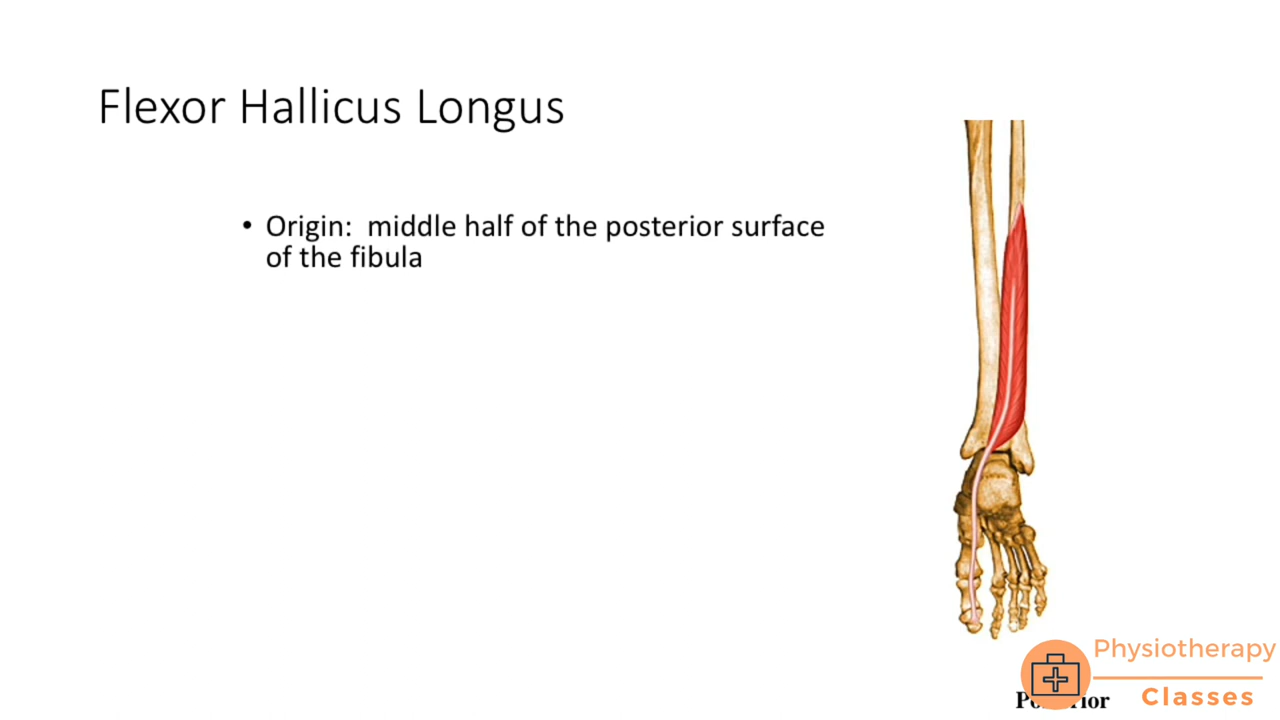 Flexor Hallicus Longus
• Origin: middle half of the posterior surface
of the fibula
Physiotherapy
Classes